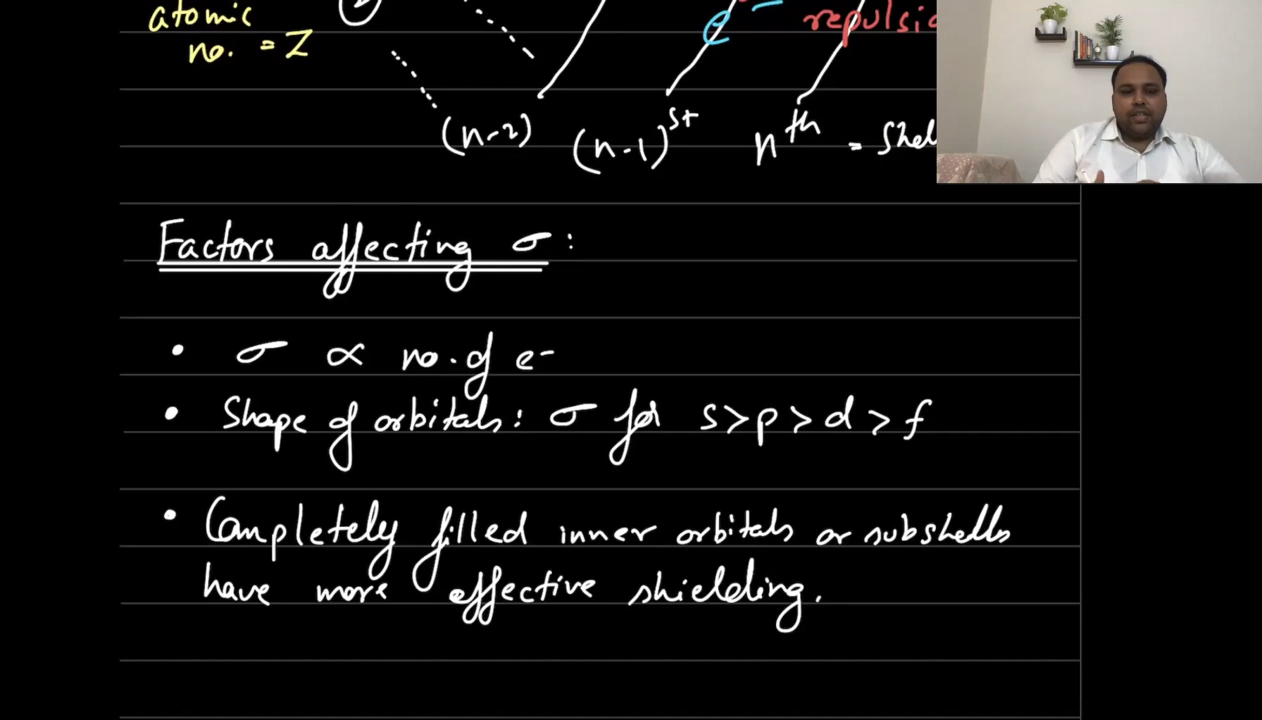 atomic
no. = Z
e-
repulsio
(n-2) (n-1)st nth = Shel
Factors affecting σ :
• σ ∝ no. of e-
• Shape of orbitals : σ for s > p > d > f
• Completely filled inner orbitals or subshells
have more effective shielding.